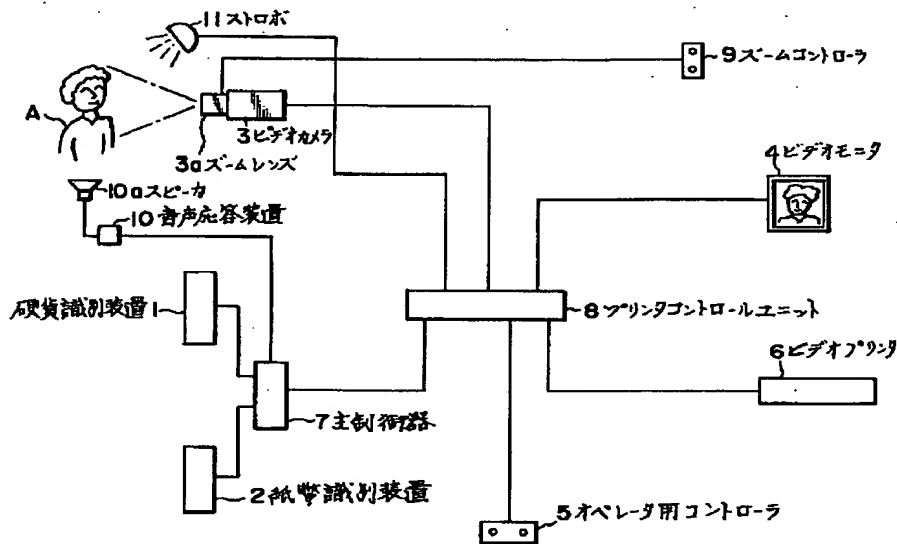 11ストロボ
9ズームコントローラ
A
3ビデオカメラ
3aズームレンズ
4ビデオモニタ
10aスピーカ
10音声応答装置
硬貨識別装置1
8プリンタコントロールユニット
6ビデオプリンタ
7主制御器
2紙幣識別装置
5オペレータ用コントローラ